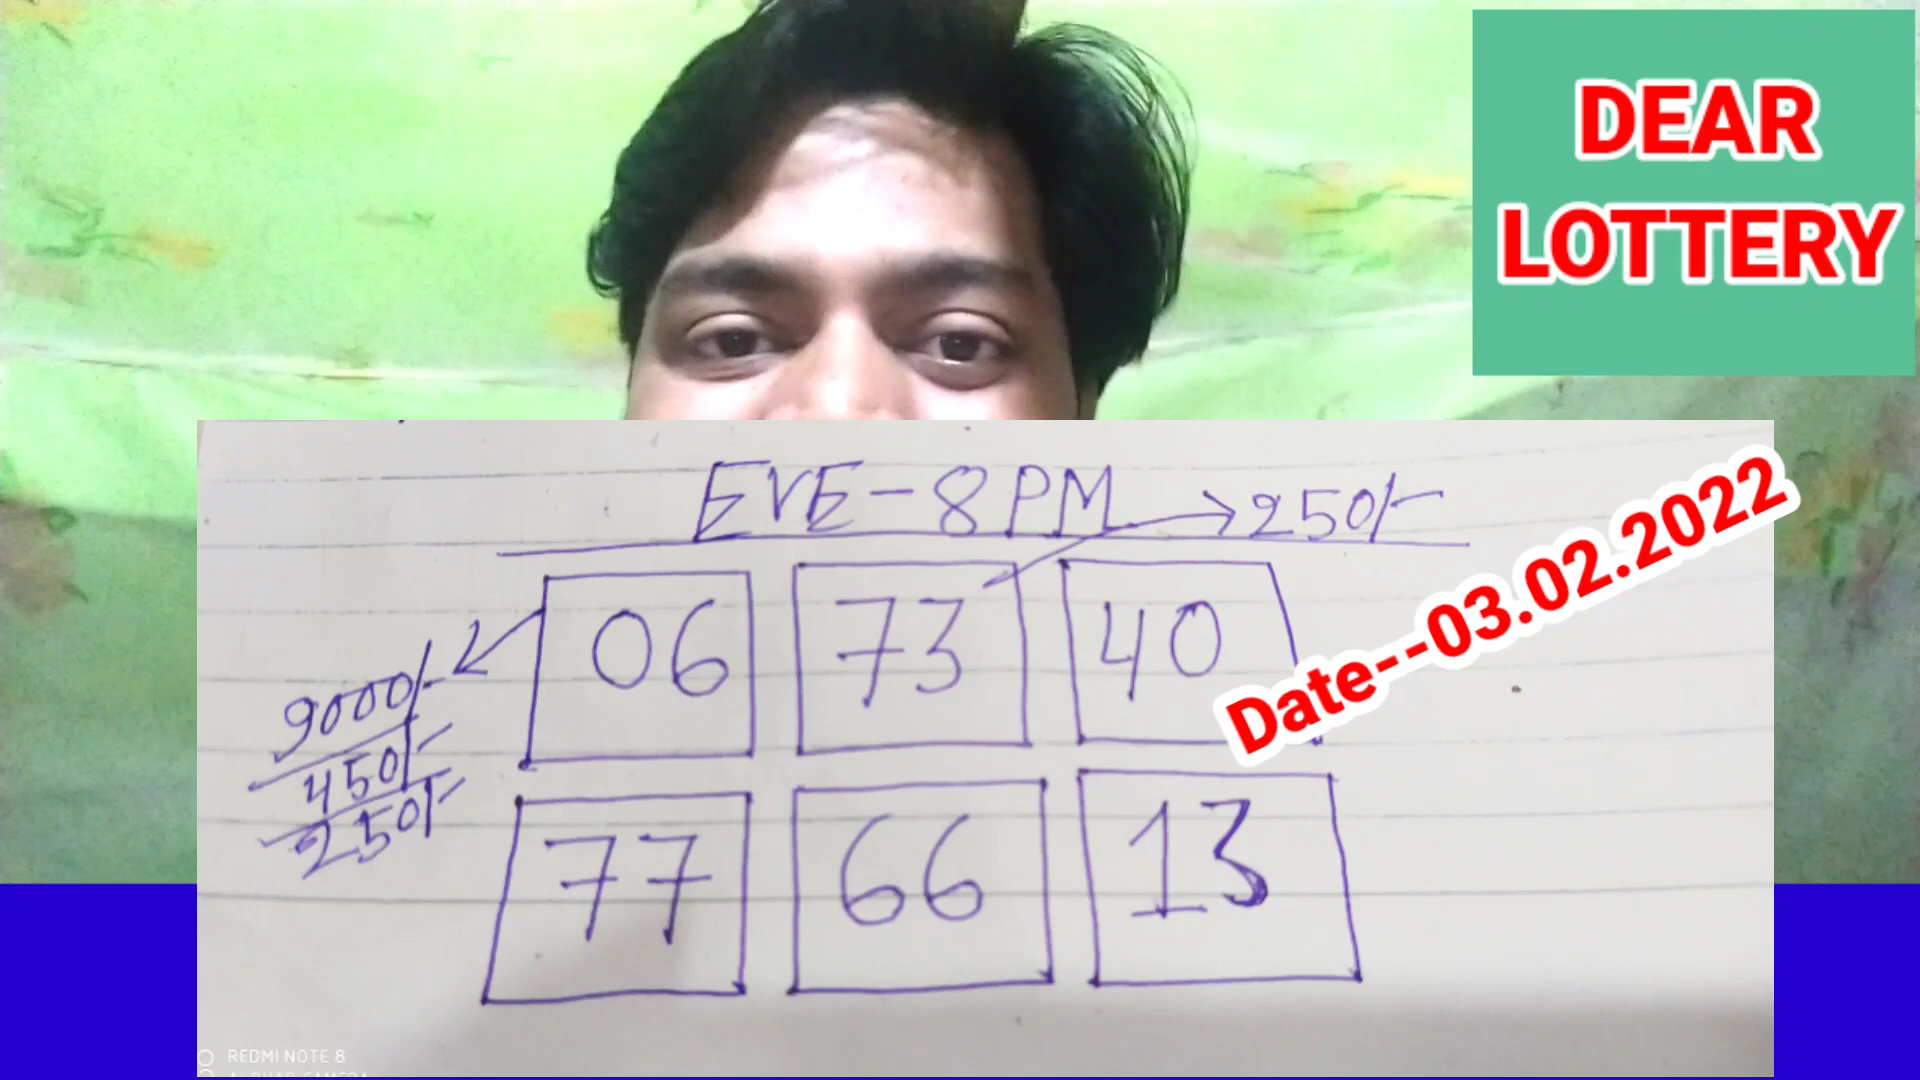 DEAR
LOTTERY
EVE-8PM → 250/-
Date--03.02.2022
06 73 40
9000/-
450/-
250/-
77 66 13
REDMI NOTE 8